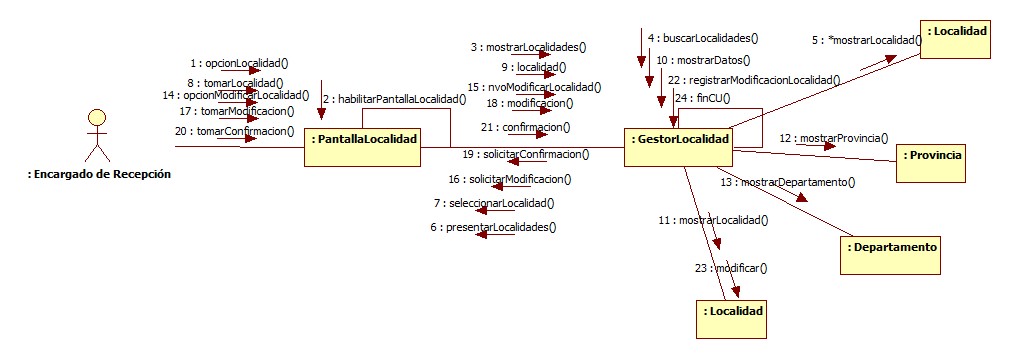 : Localidad
4 : buscarLocalidades()
5 : *mostrarLocalidad()
3 : mostrarLocalidades()
10 : mostrarDatos()
1 : opcionLocalidad()
9 : localidad()
22 : registrarModificacionLocalidad()
8 : tomarLocalidad()
15 : nvoModificarLocalidad()
14 : opcionModificarLocalidad()
2 : habilitarPantallaLocalidad()
24 : finCU()
17 : tomarModificacion()
18 : modificacion()
20 : tomarConfirmacion()
21 : confirmacion()
: PantallaLocalidad
: GestorLocalidad
12 : mostrarProvincia()
: Provincia
19 : solicitarConfirmacion()
: Encargado de Recepción
16 : solicitarModificacion()
13 : mostrarDepartamento()
7 : seleccionarLocalidad()
11 : mostrarLocalidad()
6 : presentarLocalidades()
: Departamento
23 : modificar()
: Localidad